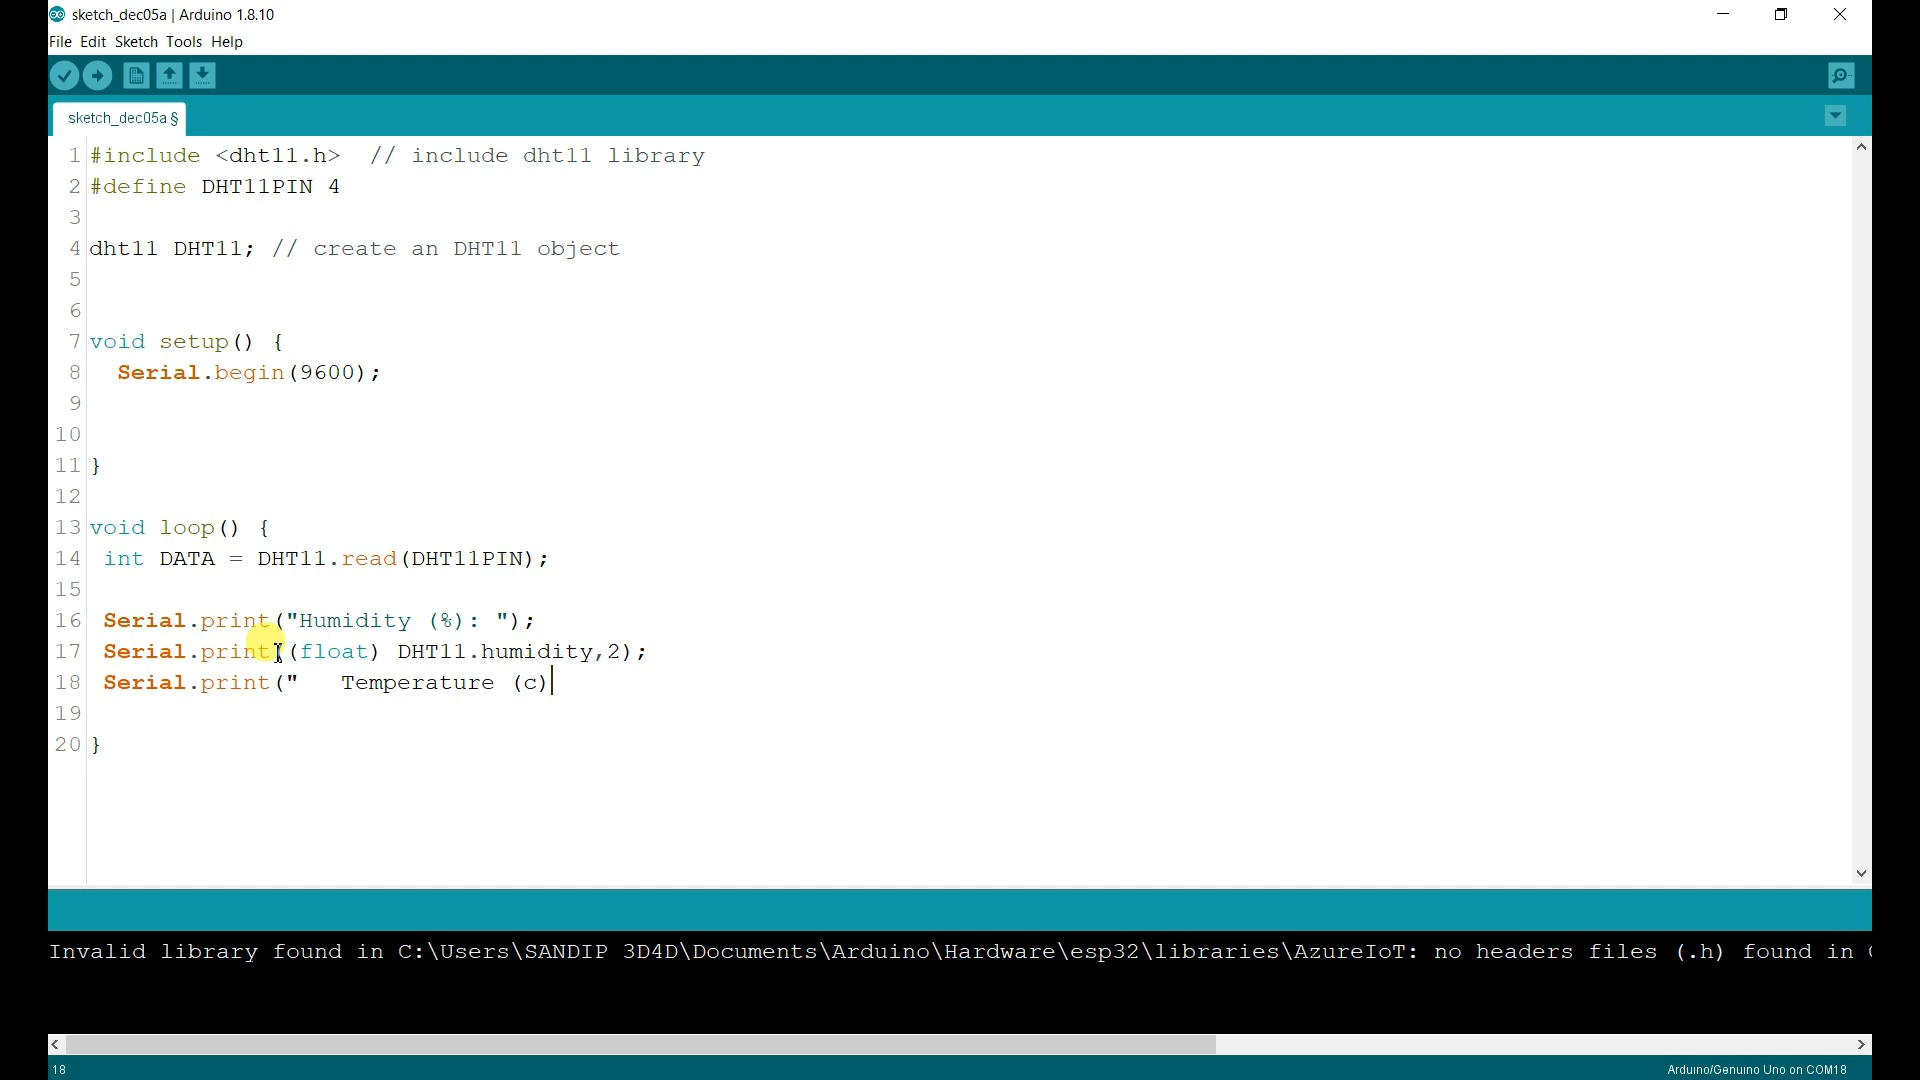 sketch_dec05a | Arduino 1.8.10
File Edit Sketch Tools Help
sketch_dec05a §
1 #include <dht11.h>  // include dht11 library
2 #define DHT11PIN 4
3
4 dht11 DHT11; // create an DHT11 object
5
6
7 void setup() {
8   Serial.begin(9600);
9
10
11 }
12
13 void loop() {
14  int DATA = DHT11.read(DHT11PIN);
15
16  Serial.print("Humidity (%): ");
17  Serial.print((float) DHT11.humidity,2);
18  Serial.print("   Temperature (c)
19
20 }
Invalid library found in C:\Users\SANDIP 3D4D\Documents\Arduino\Hardware\esp32\libraries\AzureIoT: no headers files (.h) found in
18
Arduino/Genuino Uno on COM18